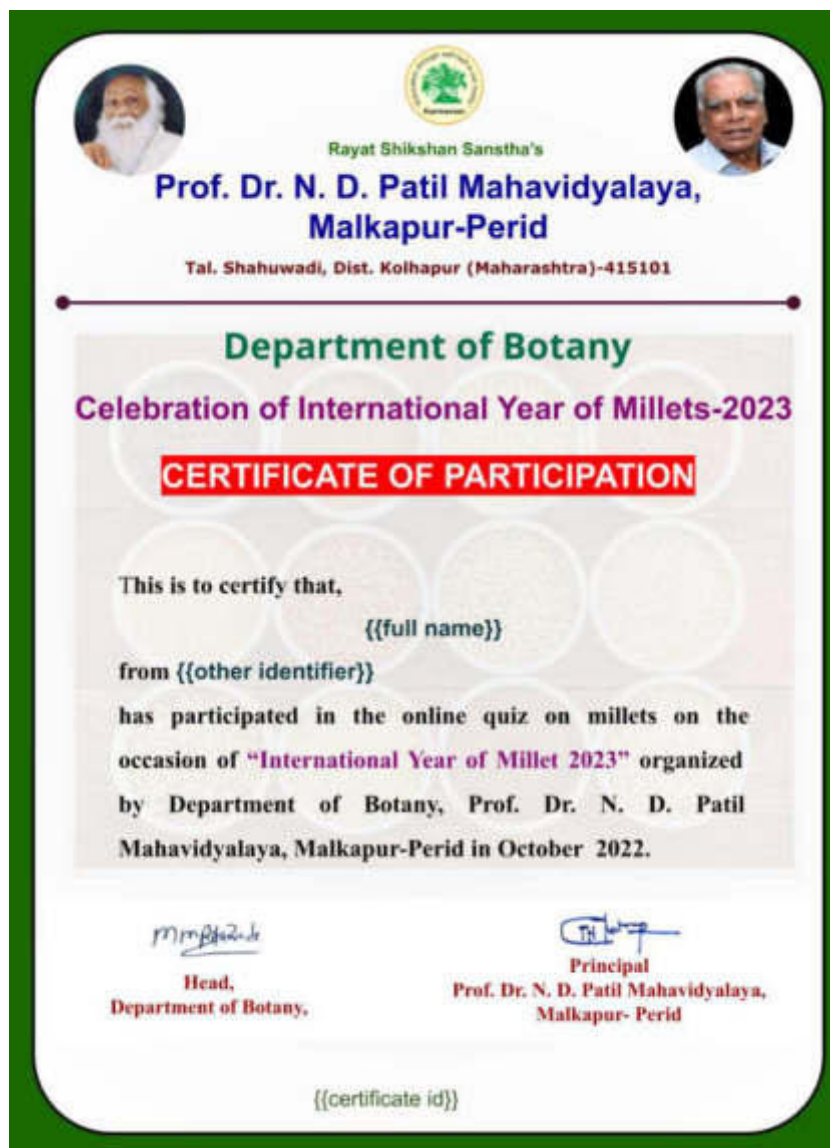 Rayat Shikshan Sanstha's
Prof. Dr. N. D. Patil Mahavidyalaya,
Malkapur-Perid
Tal. Shahuwadi, Dist. Kolhapur (Maharashtra)-415101
Department of Botany
Celebration of International Year of Millets-2023
CERTIFICATE OF PARTICIPATION
This is to certify that,
{{full name}}
from {{other identifier}}
has participated in the online quiz on millets on the
occasion of “International Year of Millet 2023” organized
by Department of Botany, Prof. Dr. N. D. Patil
Mahavidyalaya, Malkapur-Perid in October 2022.
Head,
Department of Botany,
Principal
Prof. Dr. N. D. Patil Mahavidyalaya,
Malkapur- Perid
{{certificate id}}